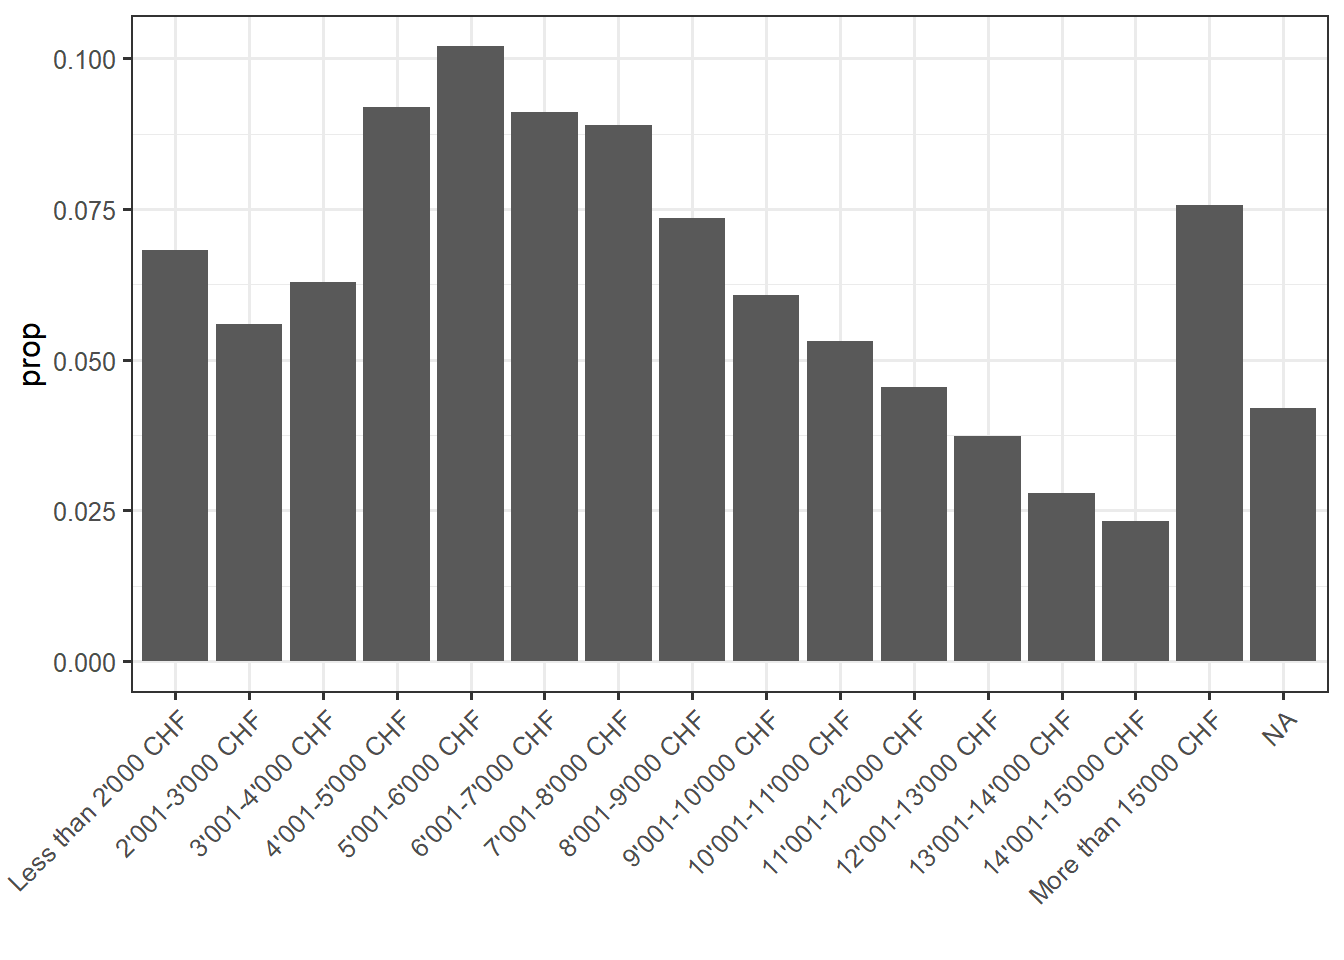 prop
0.100
0.075
0.050
0.025
0.000
Less than 2'000 CHF
2'001-3'000 CHF
3'001-4'000 CHF
4'001-5'000 CHF
5'001-6'000 CHF
6'001-7'000 CHF
7'001-8'000 CHF
8'001-9'000 CHF
9'001-10'000 CHF
10'001-11'000 CHF
11'001-12'000 CHF
12'001-13'000 CHF
13'001-14'000 CHF
14'001-15'000 CHF
More than 15'000 CHF
NA